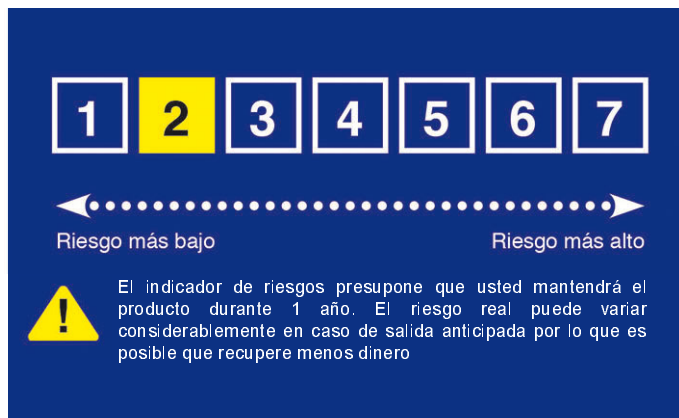 1 2 3 4 5 6 7
Riesgo más bajo Riesgo más alto
!
El indicador de riesgos presupone que usted mantendrá el
producto durante 1 año. El riesgo real puede variar
considerablemente en caso de salida anticipada por lo que es
posible que recupere menos dinero